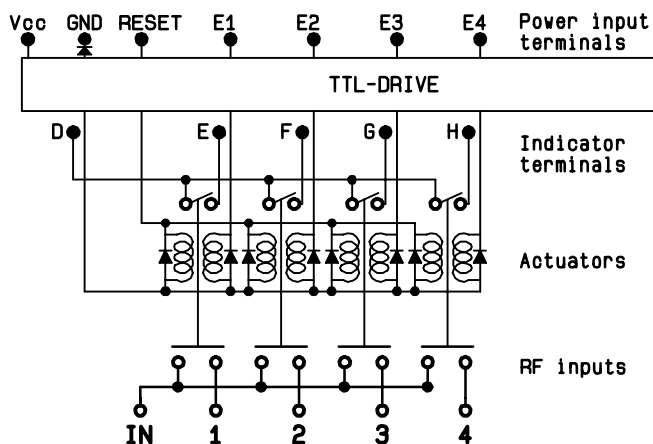 Vcc GND RESET E1 E2 E3 E4 Power input
terminals
TTL-DRIVE
D E F G H Indicator
terminals
Actuators
RF inputs
IN 1 2 3 4